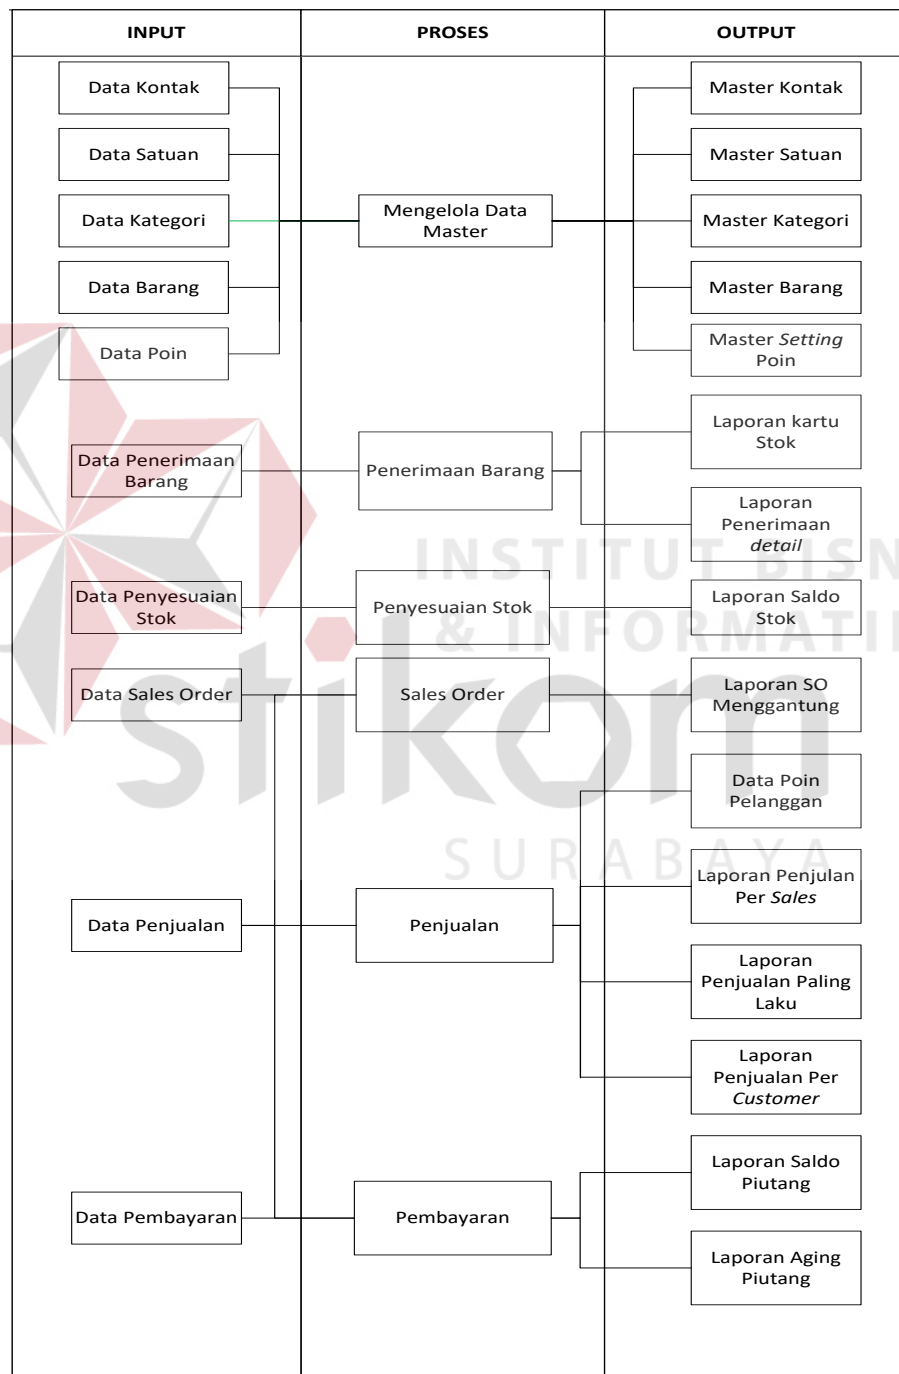 INPUT
PROSES
OUTPUT
Data Kontak
Master Kontak
Data Satuan
Master Satuan
Data Kategori
Mengelola Data
Master
Master Kategori
Data Barang
Master Barang
Data Poin
Master Setting
Poin
Laporan kartu
Stok
Data Penerimaan
Barang
Penerimaan Barang
Laporan
Penerimaan
detail
INSTITUT BISN
& INFORMATI
stikom
SURABAYA
Data Penyesuaian
Stok
Penyesuaian Stok
Laporan Saldo
Stok
Data Sales Order
Sales Order
Laporan SO
Menggantung
Data Poin
Pelanggan
Laporan Penjulan
Per Sales
Data Penjualan
Penjualan
Laporan
Penjualan Paling
Laku
Laporan
Penjualan Per
Customer
Laporan Saldo
Piutang
Data Pembayaran
Pembayaran
Laporan Aging
Piutang